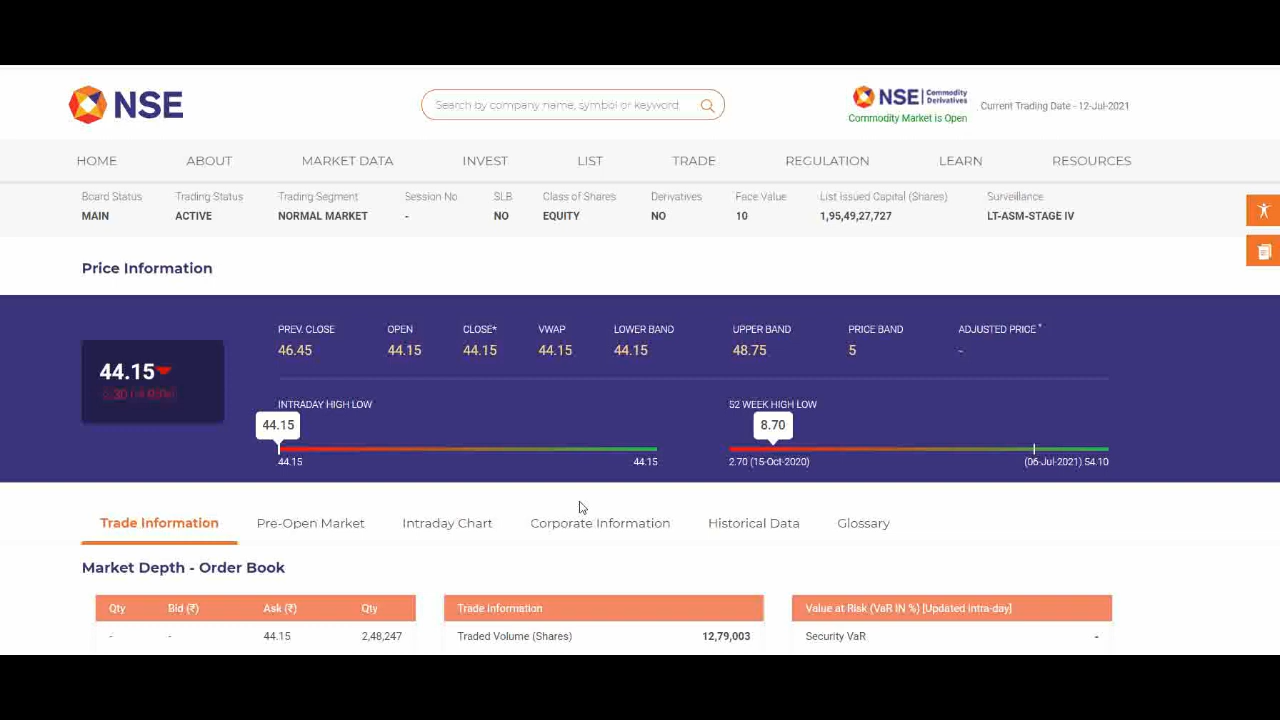 NSE
Search by company name, symbol or keyword
NSE | Commodity Derivatives
Commodity Market is Open
Current Trading Date - 12-Jul-2021
HOME ABOUT MARKET DATA INVEST LIST TRADE REGULATION LEARN RESOURCES
Board Status Trading Status Trading Segment Session No SLB Class of Shares Derivatives Face Value List Issued Capital (Shares) Surveillance
MAIN ACTIVE NORMAL MARKET - NO EQUITY NO 10 1,95,49,27,727 LT-ASM-STAGE IV
Price Information
PREV. CLOSE OPEN CLOSE* VWAP LOWER BAND UPPER BAND PRICE BAND ADJUSTED PRICE *
46.45 44.15 44.15 44.15 44.15 48.75 5 -
44.15
INTRADAY HIGH LOW 52 WEEK HIGH LOW
44.15 8.70
44.15 44.15 2.70 (15-Oct-2020) (06-Jul-2021) 54.10
Trade Information Pre-Open Market Intraday Chart Corporate Information Historical Data Glossary
Market Depth - Order Book
Qty Bid (₹) Ask (₹) Qty Trade Information Value at Risk (VaR IN %) [Updated intra-day]
- - 44.15 2,48,247 Traded Volume (Shares) 12,79,003 Security VaR -